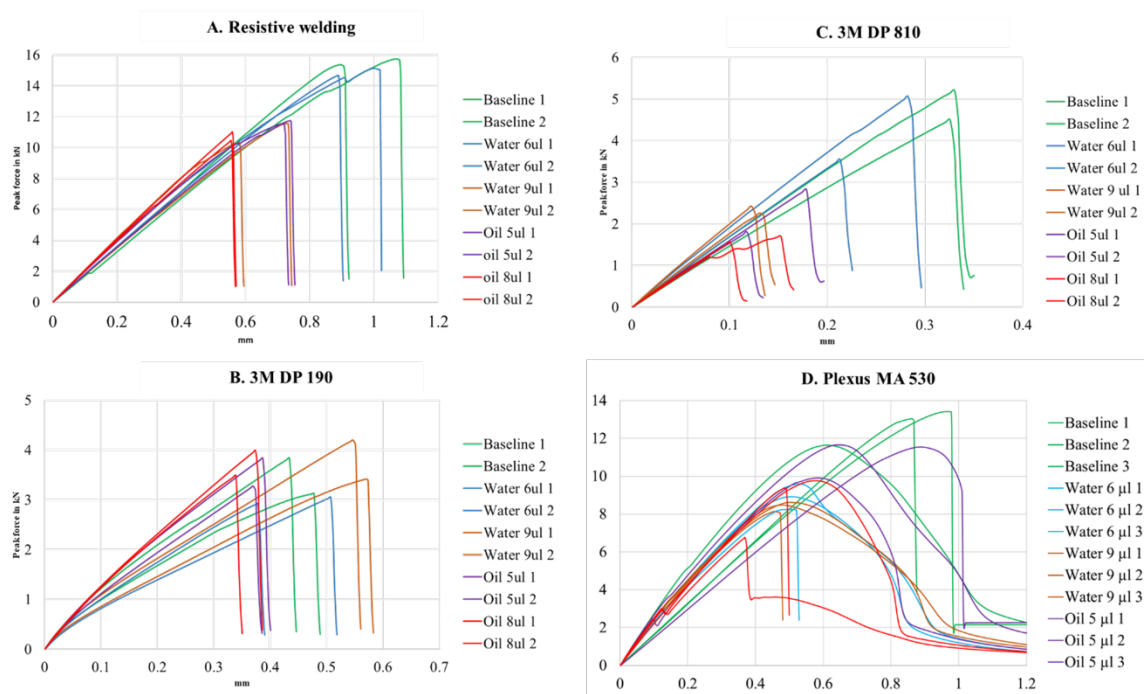 A. Resistive welding
Peak force in kN
16
14
12
10
8
6
4
2
0
0
0.2
0.4
0.6
0.8
1
1.2
mm
Baseline 1
Baseline 2
Water 6ul 1
Water 6ul 2
Water 9ul 1
Water 9ul 2
Oil 5ul 1
oil 5ul 2
oil 8ul 1
oil 8ul 2
C. 3M DP 810
Peakforce in kN
6
5
4
3
2
1
0
0
0.1
0.2
0.3
0.4
mm
Baseline 1
Baseline 2
Water 6ul 1
Water 6ul 2
Water 9 ul 1
Water 9ul 2
Oil 5ul 1
Oil 5ul 2
Oil 8ul 1
Oil 8ul 2
B. 3M DP 190
Peakforce in kN
5
4
3
2
1
0
0
0.1
0.2
0.3
0.4
0.5
0.6
0.7
mm
Baseline 1
Baseline 2
Water 6ul 1
Water 6ul 2
Water 9ul 1
Water 9ul 2
Oil 5ul 1
Oil 5ul 2
Oil 8ul 1
Oil 8ul 2
D. Plexus MA 530
Peakforce in kN
14
12
10
8
6
4
2
0
0
0.2
0.4
0.6
0.8
1
1.2
Baseline 1
Baseline 2
Baseline 3
Water 6 µl 1
Water 6 µl 2
Water 6 µl 3
Water 9 µl 1
Water 9 µl 2
Water 9 µl 3
Oil 5 µl 1
Oil 5 µl 2
Oil 5 µl 3